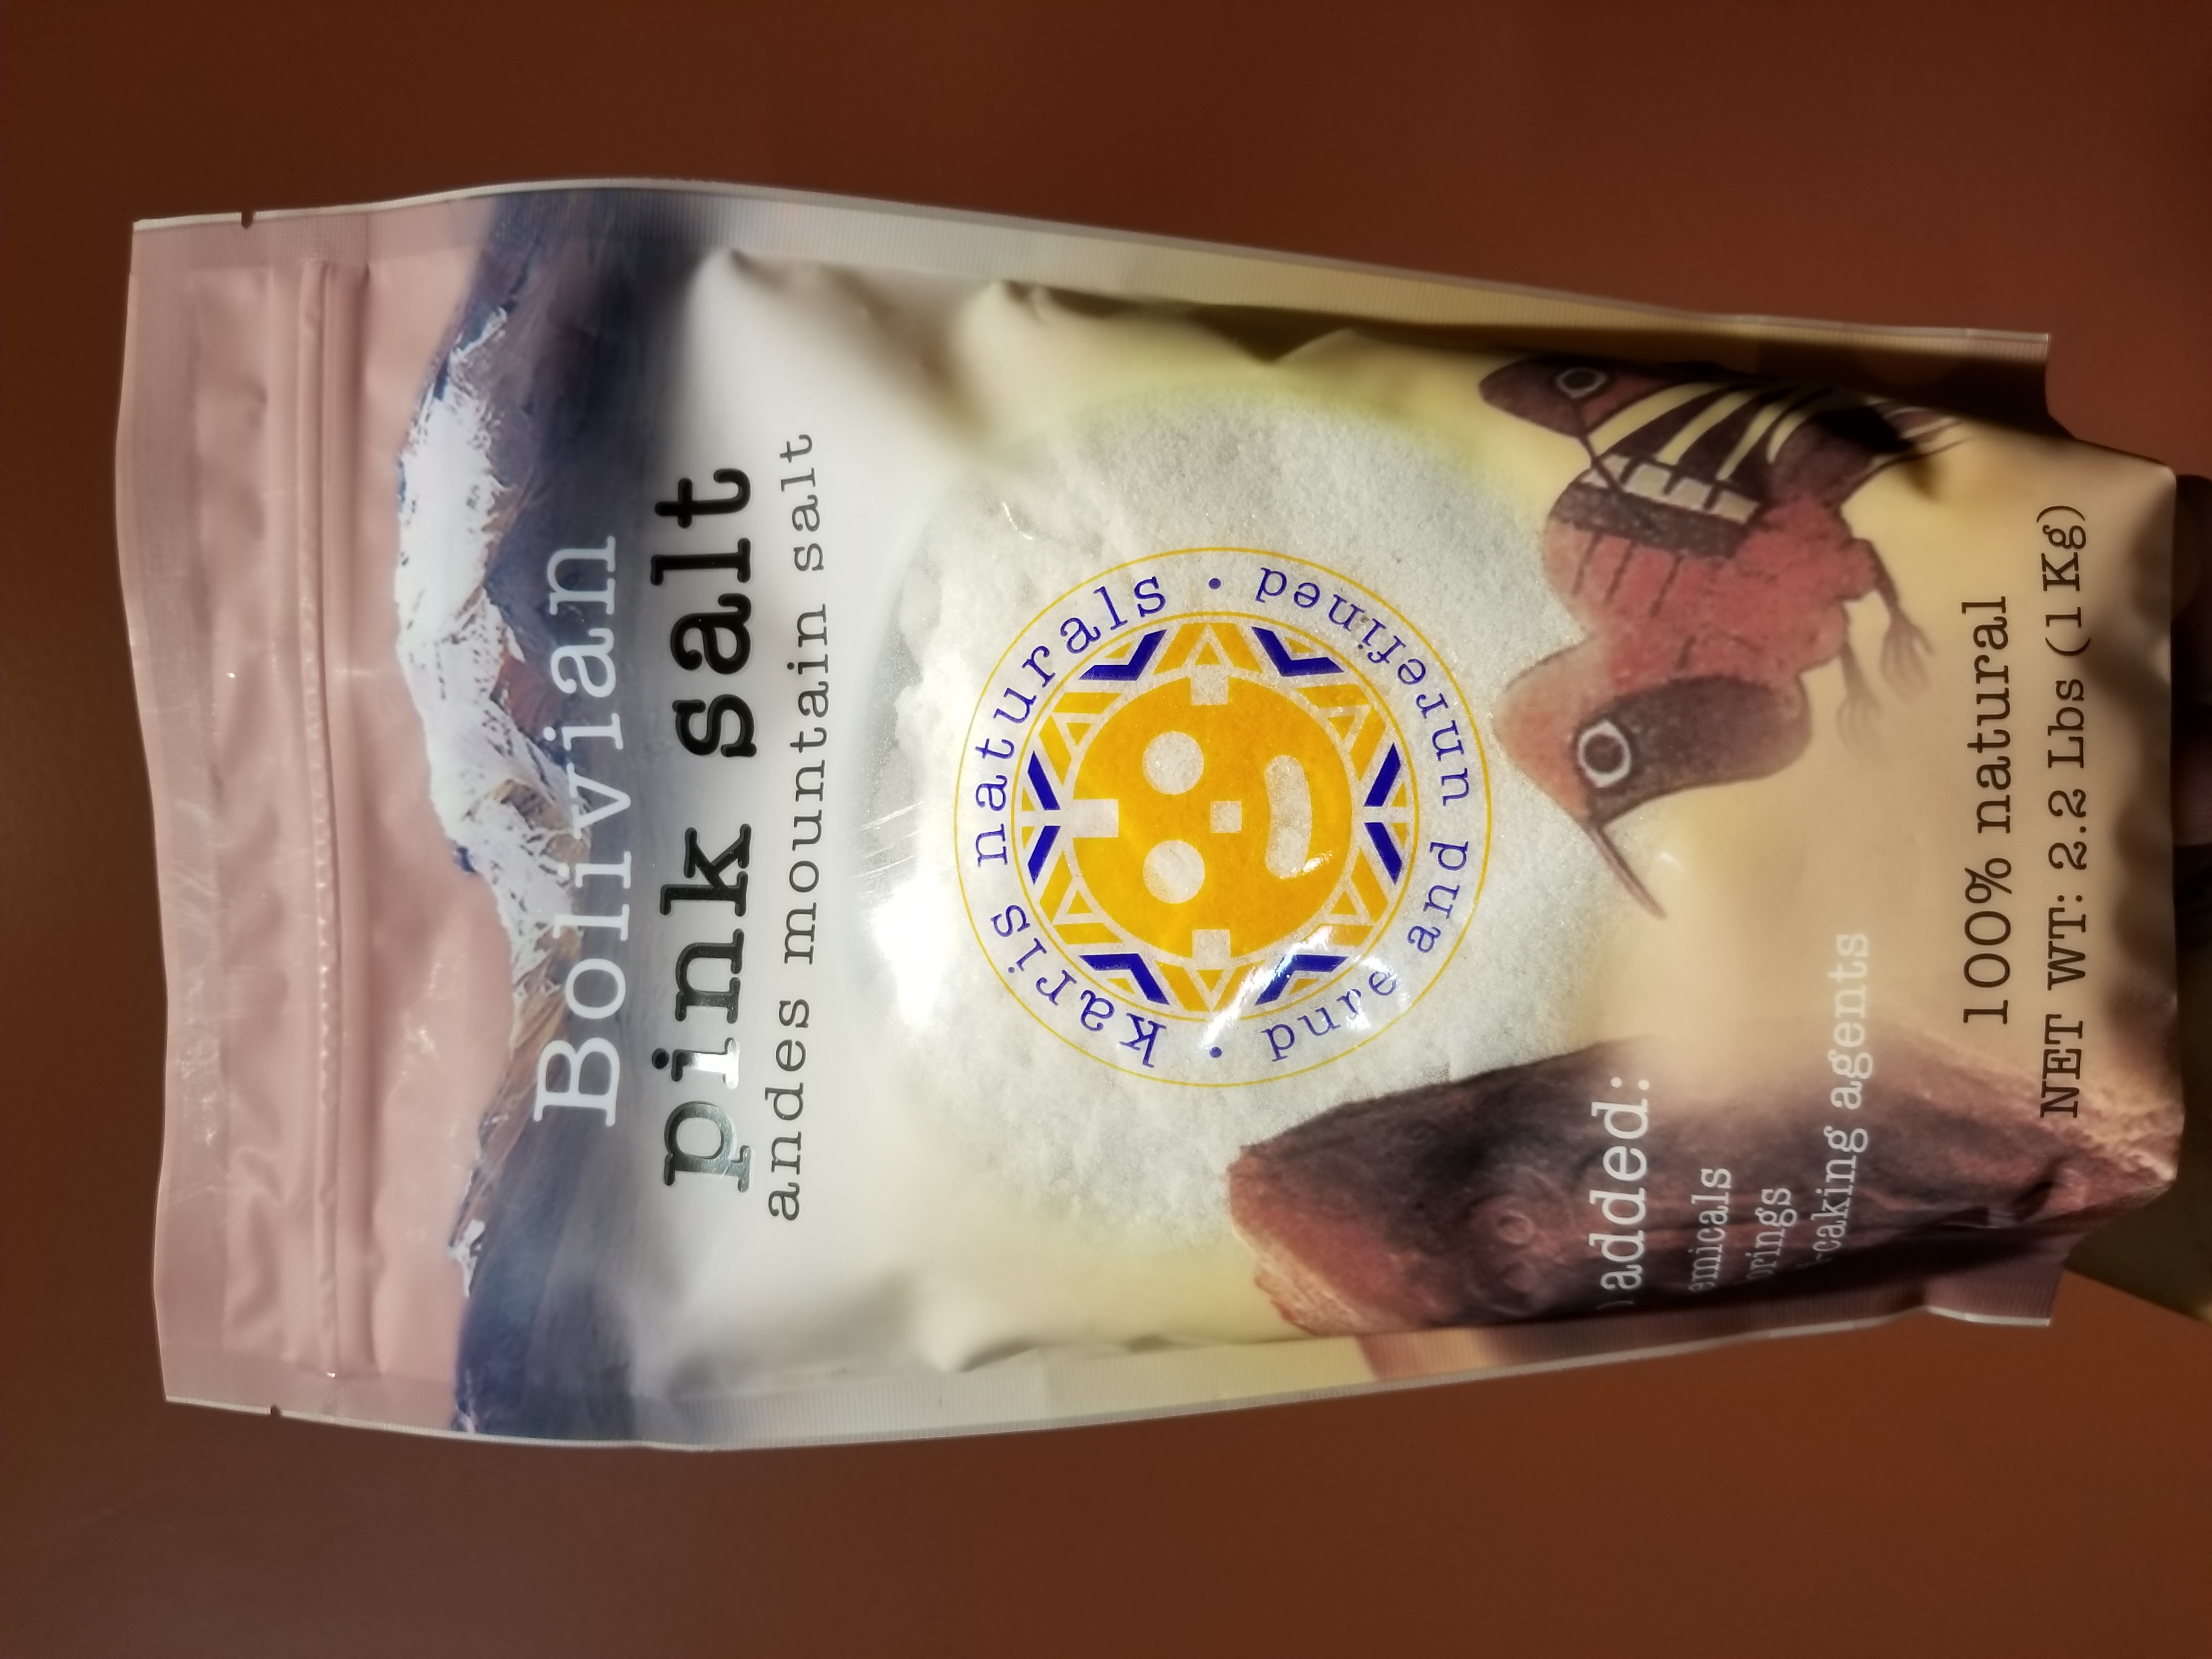 Bolivian
pink salt
andes mountain salt
karis naturals
• pure and unrefined •
added:
emicals
orings
-caking agents
100% natural
NET WT: 2.2 Lbs (1 Kg)